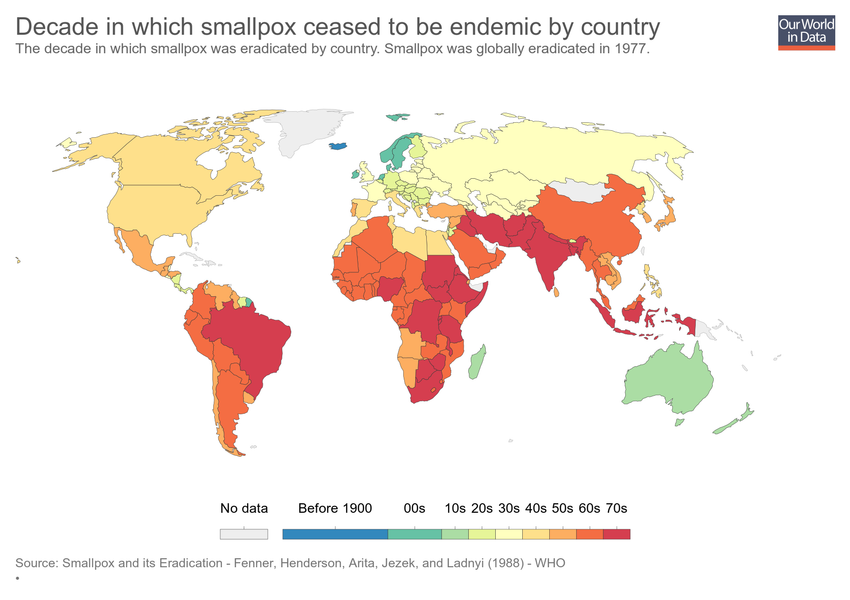 Decade in which smallpox ceased to be endemic by country
The decade in which smallpox was eradicated by country. Smallpox was globally eradicated in 1977.
Our World
in Data
No data Before 1900 00s 10s 20s 30s 40s 50s 60s 70s
Source: Smallpox and its Eradication - Fenner, Henderson, Arita, Jezek, and Ladnyi (1988) - WHO
•